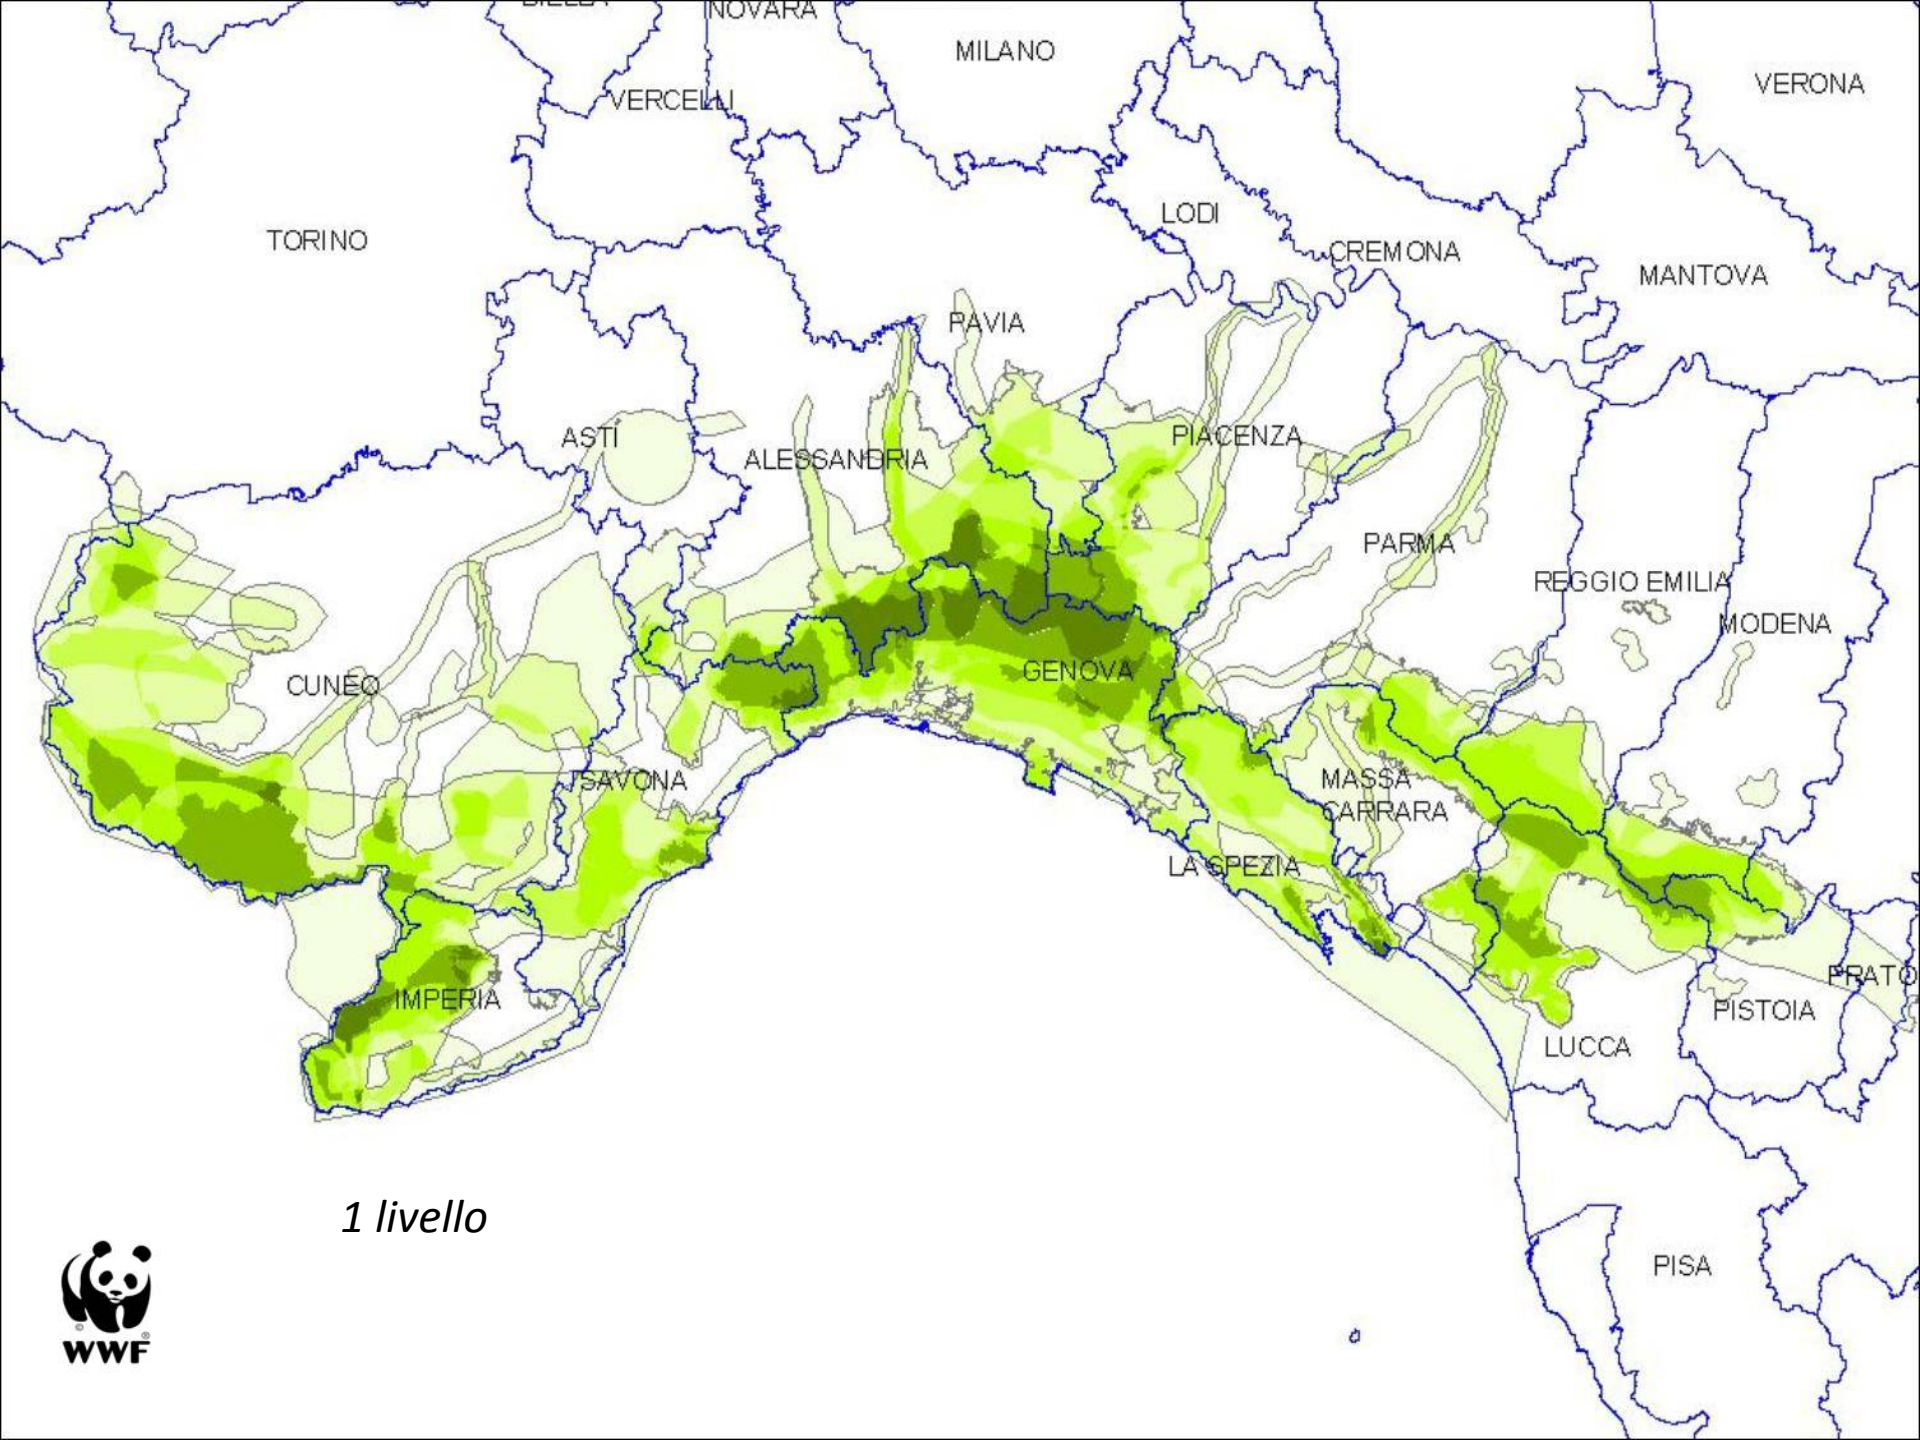 BIELLA
NOVARA
MILANO
VERONA
VERCELLI
LODI
TORINO
CREMONA
MANTOVA
PAVIA
ASTI
PIACENZA
ALESSANDRIA
PARMA
REGGIO EMILIA
MODENA
GENOVA
CUNEO
SAVONA
MASSA
CARRARA
LA SPEZIA
PRATO
IMPERIA
PISTOIA
LUCCA
1 livello
PISA
©
®
WWF